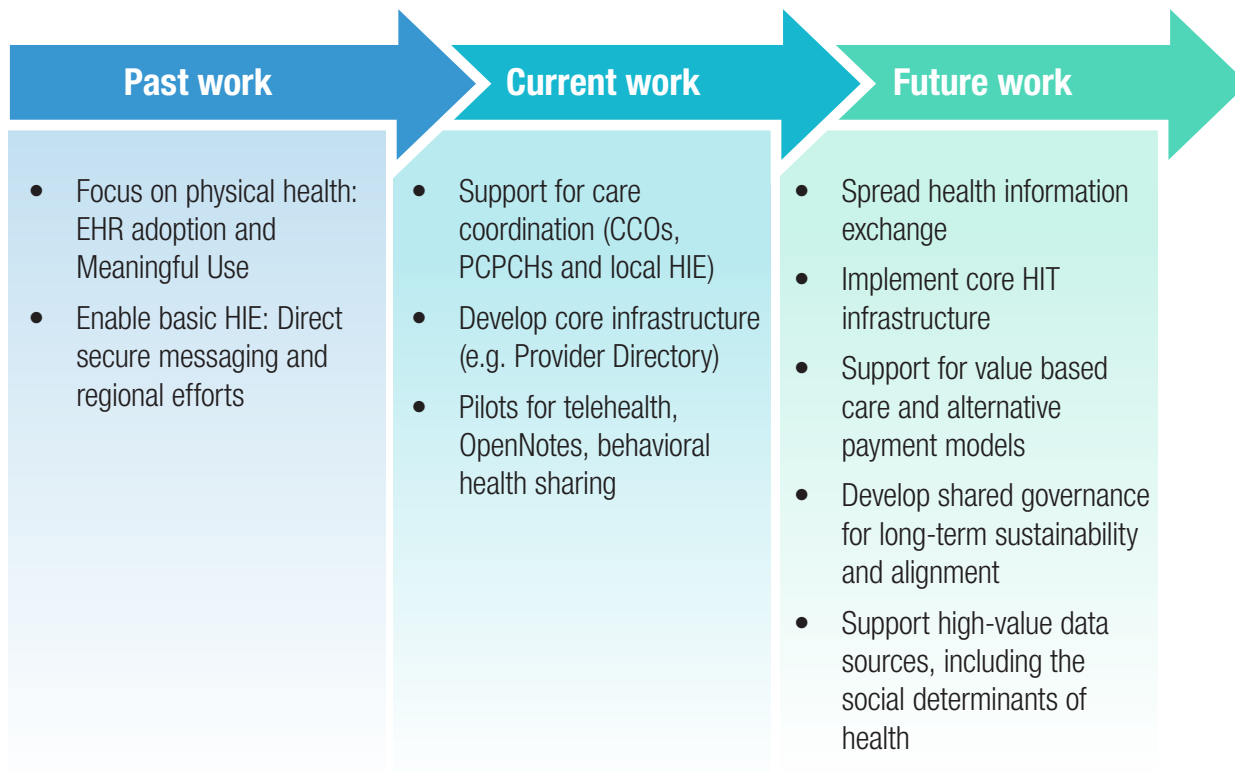 Past work
Current work
Future work
• Focus on physical health:
EHR adoption and
Meaningful Use
• Enable basic HIE: Direct
secure messaging and
regional efforts
• Support for care
coordination (CCOs,
PCPCHs and local HIE)
• Develop core infrastructure
(e.g. Provider Directory)
• Pilots for telehealth,
OpenNotes, behavioral
health sharing
• Spread health information
exchange
• Implement core HIT
infrastructure
• Support for value based
care and alternative
payment models
• Develop shared governance
for long-term sustainability
and alignment
• Support high-value data
sources, including the
social determinants of
health